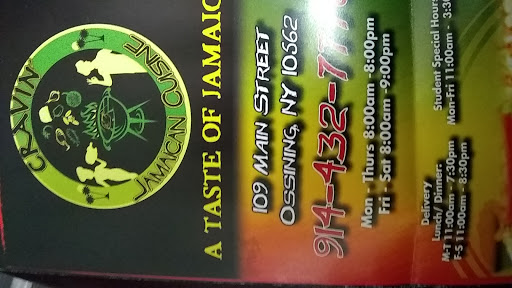 CRAVIN'
JAMAICAN CUISINE
A TASTE OF JAMAIC
109 MAIN STREET
OSSINING, NY 10562
914-432-777
Mon - Thurs 8:00am -8:00pm
Fri - Sat 8:00am -9:00pm
Delivery
Lunch/ Dinner:
M-T 11:00am - 7:30pm
F-S 11:00am - 8:30pm
Student Special Hours
Mon-Fri 11:00am - 3:30